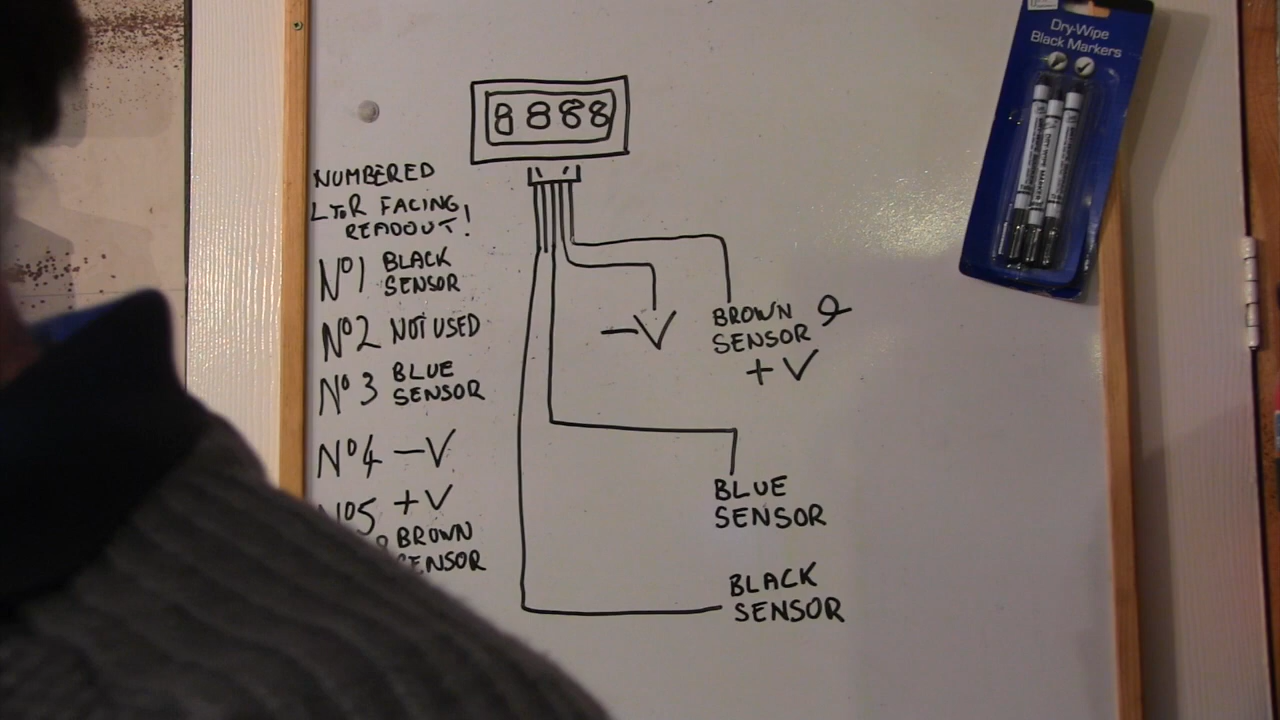 8888
NUMBERED
L TO R FACING
READOUT!
Nº1 BLACK
SENSOR
Nº2 NOT USED
Nº3 BLUE
SENSOR
Nº4 -V
Nº5 +V
BROWN
SENSOR
-V
BROWN &
SENSOR
+V
BLUE
SENSOR
BLACK
SENSOR
Dry-Wipe
Black Markers